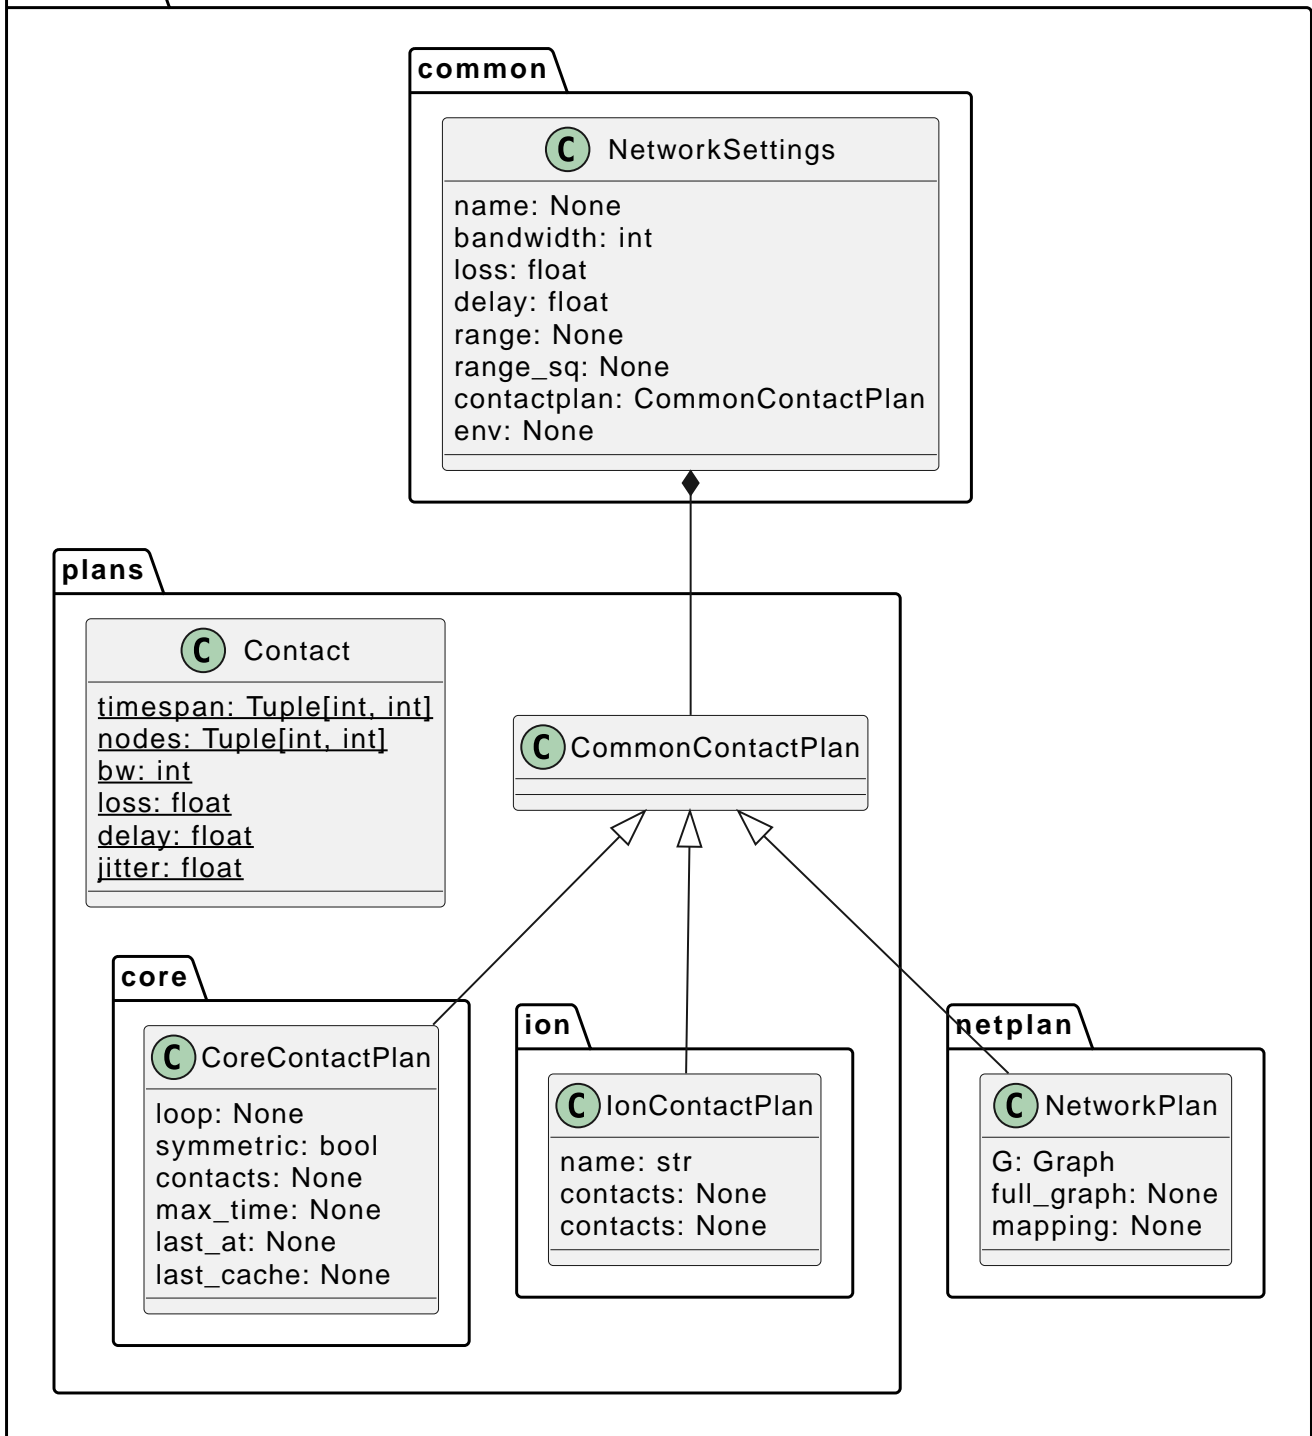 common
C NetworkSettings
name: None
bandwidth: int
loss: float
delay: float
range: None
range_sq: None
contactplan: CommonContactPlan
env: None
plans
C Contact
timespan: Tuple[int, int]
nodes: Tuple[int, int]
bw: int
loss: float
delay: float
jitter: float
C CommonContactPlan
core
C CoreContactPlan
loop: None
symmetric: bool
contacts: None
max_time: None
last_at: None
last_cache: None
ion
C IonContactPlan
name: str
contacts: None
contacts: None
netplan
C NetworkPlan
G: Graph
full_graph: None
mapping: None